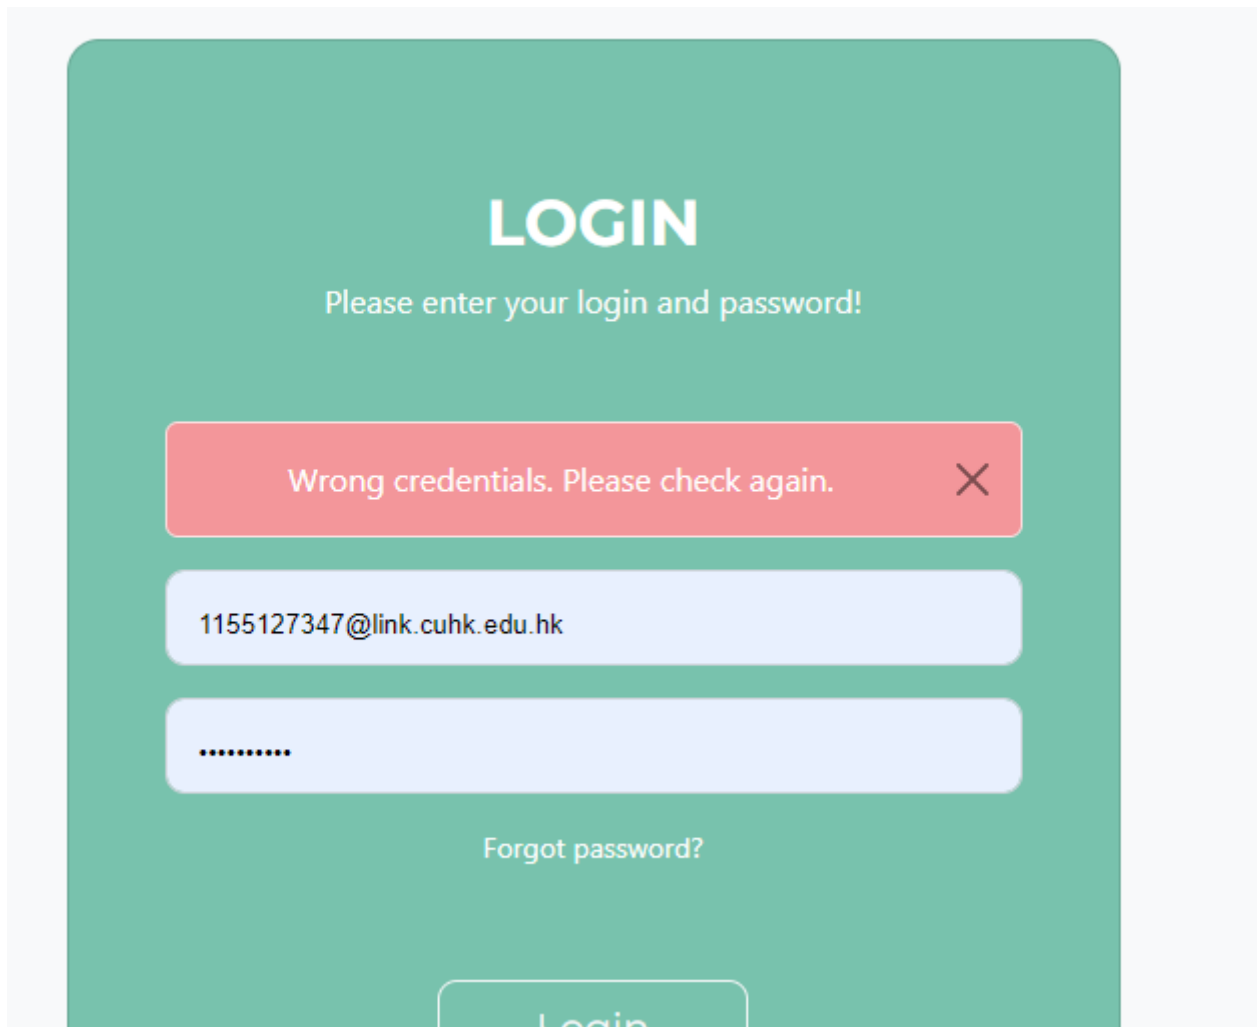 LOGIN
Please enter your login and password!
Wrong credentials. Please check again.
1155127347@link.cuhk.edu.hk
••••••••••
Forgot password?
Login